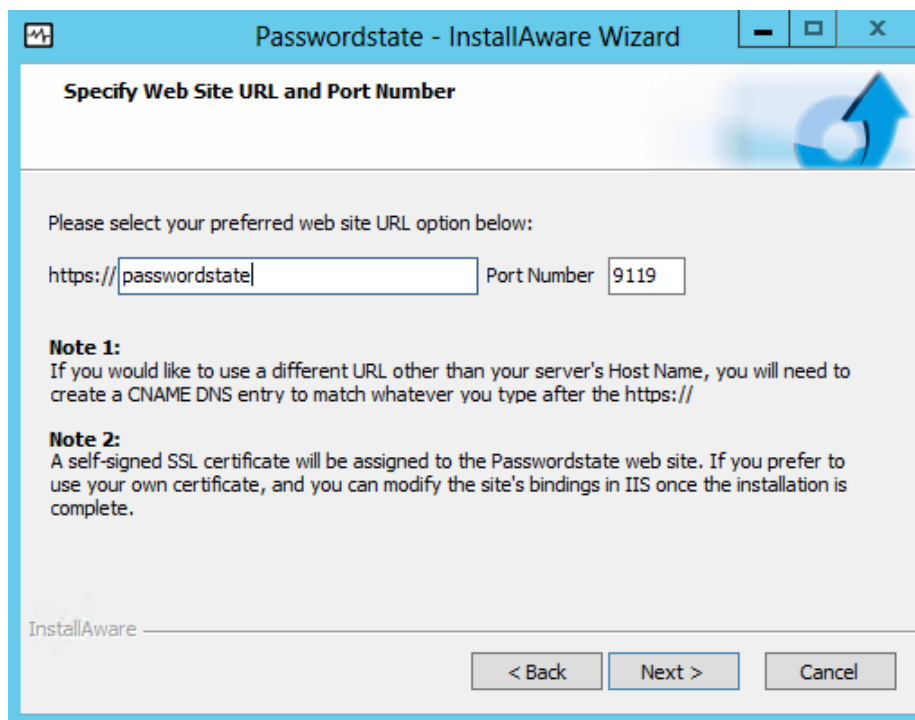 Passwordstate - InstallAware Wizard
Specify Web Site URL and Port Number
Please select your preferred web site URL option below:
https:// passwordstate Port Number 9119
Note 1:
If you would like to use a different URL other than your server's Host Name, you will need to
create a CNAME DNS entry to match whatever you type after the https://
Note 2:
A self-signed SSL certificate will be assigned to the Passwordstate web site. If you prefer to
use your own certificate, and you can modify the site's bindings in IIS once the installation is
complete.
InstallAware
< Back Next > Cancel